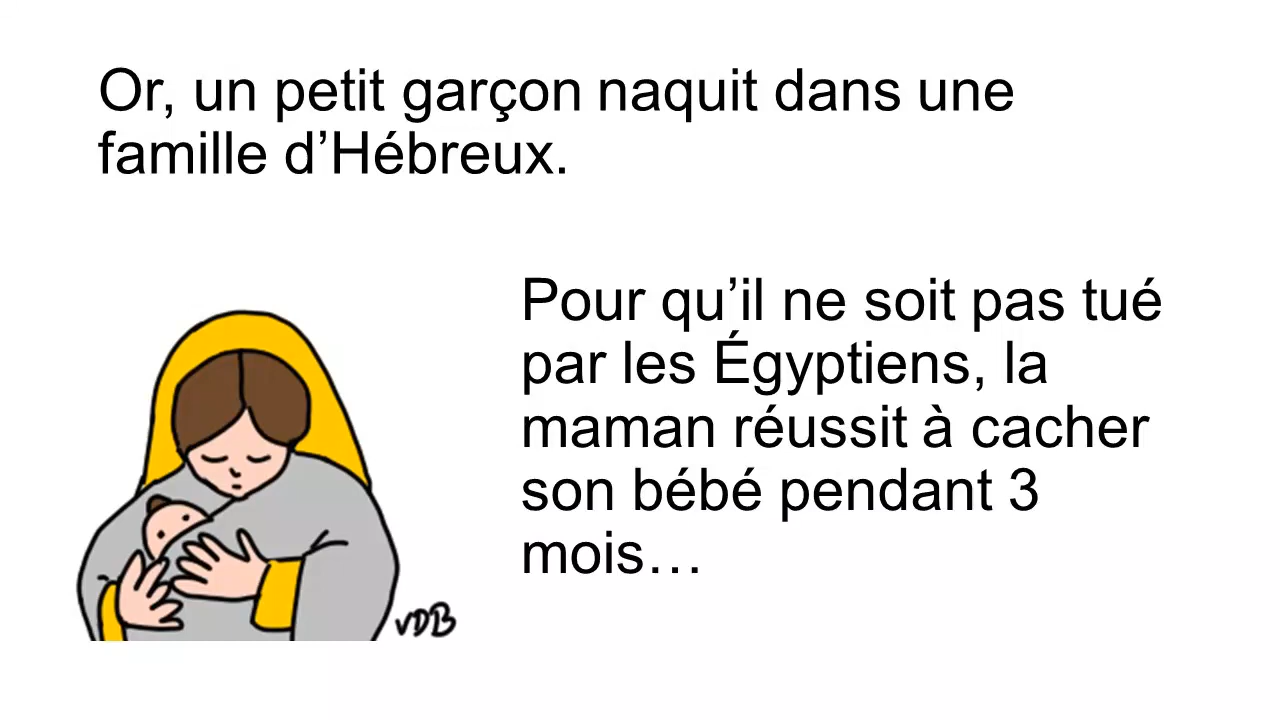 Or, un petit garçon naquit dans une
famille d’Hébreux.
Pour qu’il ne soit pas tué
par les Égyptiens, la
maman réussit à cacher
son bébé pendant 3
mois…
VDB